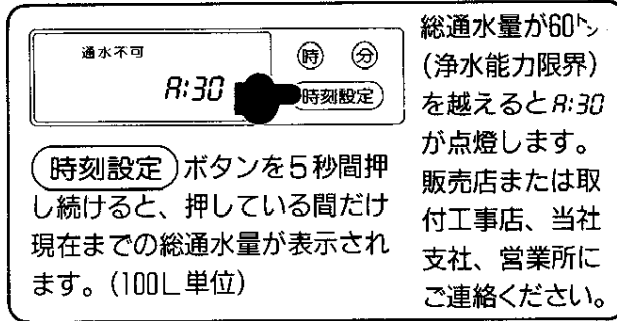 通水不可
A:30
時
分
時刻設定
時刻設定ボタンを5秒間押
し続けると、押している間だけ
現在までの総通水量が表示され
ます。(100L単位)
総通水量が60トン
(浄水能力限界)
を越えるとA:30
が点燈します。
販売店または取
付工事店、当社
支社、営業所に
ご連絡ください。